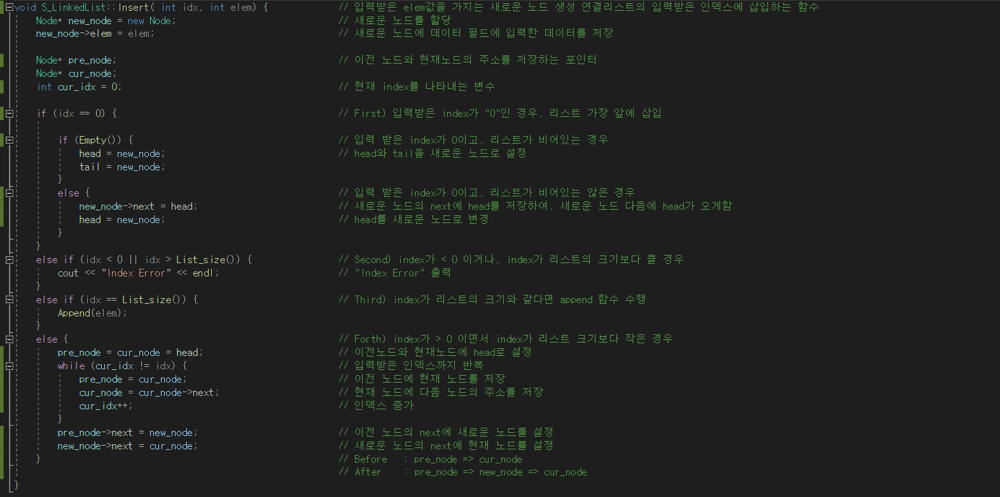 void S_LinkedList::Insert( int idx, int elem) { // 입력받은 elem값을 가지는 새로운 노드 생성 연결리스트의 입력받은 인덱스에 삽입하는 함수
Node* new_node = new Node; // 새로운 노드를 할당
new_node->elem = elem; // 새로운 노드에 데이터 필드에 입력한 데이터를 저장
Node* pre_node; // 이전 노드와 현재노드의 주소를 저장하는 포인터
Node* cur_node;
int cur_idx = 0; // 현재 index를 나타내는 변수
if (idx == 0) { // First) 입력받은 index가 "0"인 경우, 리스트 가장 앞에 삽입
if (Empty()) { // 입력 받은 index가 0이고, 리스트가 비어있는 경우
head = new_node; // head와 tail을 새로운 노드로 설정
tail = new_node;
}
else { // 입력 받은 index가 0이고, 리스트가 비어있는 않은 경우
new_node->next = head; // 새로운 노드의 next에 head를 저장하여, 새로운 노드 다음에 head가 오게함
head = new_node; // head를 새로운 노드로 변경
}
}
else if (idx < 0 || idx > List_size()) { // Second) index가 < 0 이거나, index가 리스트의 크기보다 클 경우
cout << "Index Error" << endl; // "Index Error" 출력
}
else if (idx == List_size()) { // Third) index가 리스트의 크기와 같다면 append 함수 수행
Append(elem);
}
else { // Forth) index가 > 0 이면서 index가 리스트 크기보다 작은 경우
pre_node = cur_node = head; // 이전노드와 현재노드에 head로 설정
while (cur_idx != idx) { // 입력받은 인덱스까지 반복
pre_node = cur_node; // 이전 노드에 현재 노드를 저장
cur_node = cur_node->next; // 현재 노드에 다음 노드의 주소를 저장
cur_idx++; // 인덱스 증가
}
pre_node->next = new_node; // 이전 노드의 next에 새로운 노드를 설정
new_node->next = cur_node; // 새로운 노드의 next에 현재 노드를 설정
} // Before : pre_node => cur_node
// After : pre_node => new_node => cur_node
}